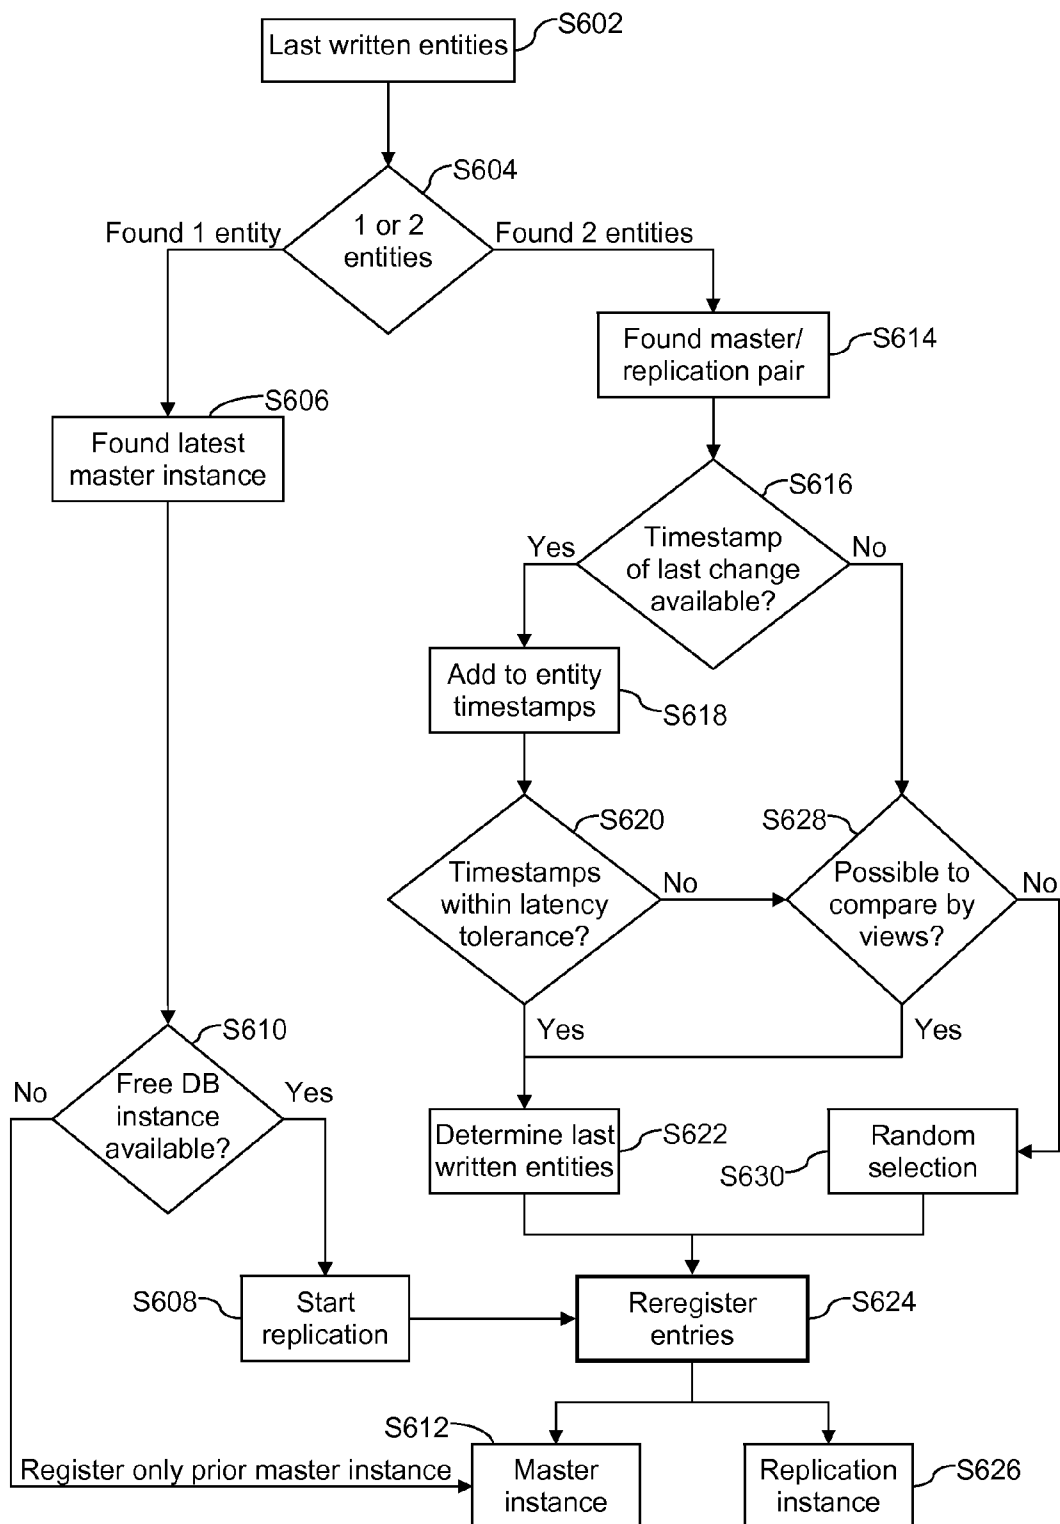 Last written entities
S602
S604
1 or 2
entities
Found 1 entity
Found 2 entities
Found master/
replication pair
S614
S606
Found latest
master instance
S616
Timestamp
of last change
available?
Yes
No
Add to entity
timestamps
S618
S620
Timestamps
within latency
tolerance?
No
Yes
S628
Possible to
compare by
views?
No
Yes
S610
Free DB
instance
available?
No
Yes
Determine last
written entities
S622
Random
selection
S630
S608
Start
replication
Reregister
entries
S624
S612
Register only prior master instance
Master
instance
Replication
instance
S626